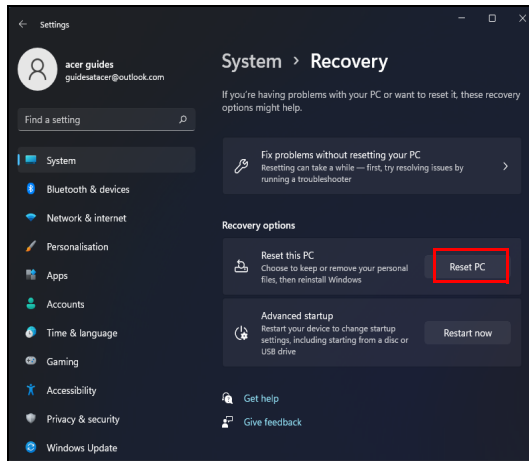 Settings
acer guides
guidesatacer@outlook.com
Find a setting
System
Bluetooth & devices
Network & internet
Personalisation
Apps
Accounts
Time & language
Gaming
Accessibility
Privacy & security
Windows Update
System > Recovery
If you're having problems with your PC or want to reset it, these recovery
options might help.
Fix problems without resetting your PC
Resetting can take a while — first, try resolving issues by
running a troubleshooter
Recovery options
Reset this PC
Choose to keep or remove your personal
files, then reinstall Windows
Reset PC
Advanced startup
Restart your device to change startup
settings, including starting from a disc or
USB drive
Restart now
Get help
Give feedback